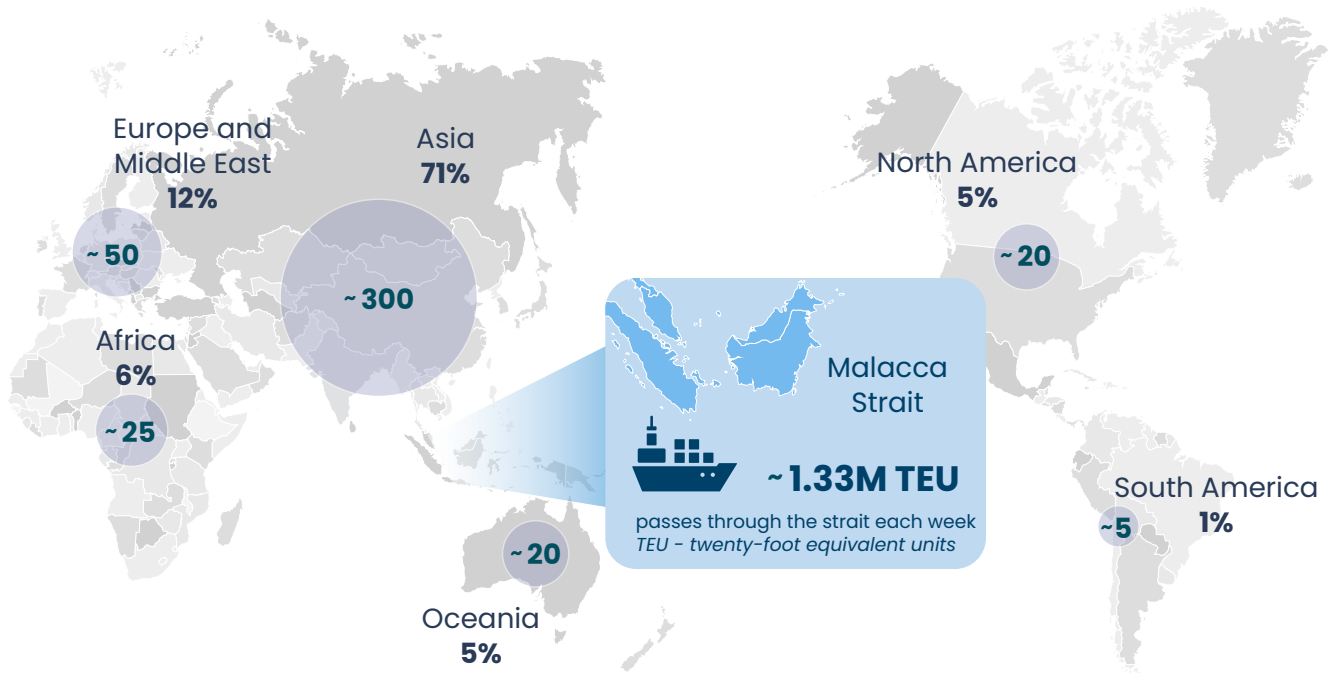 Europe and
Middle East
12%
~ 50
Asia
71%
~ 300
Africa
6%
~ 25
Oceania
5%
~ 20
Malacca
Strait
~ 1.33M TEU
passes through the strait each week
TEU - twenty-foot equivalent units
North America
5%
~ 20
South America
1%
~ 5